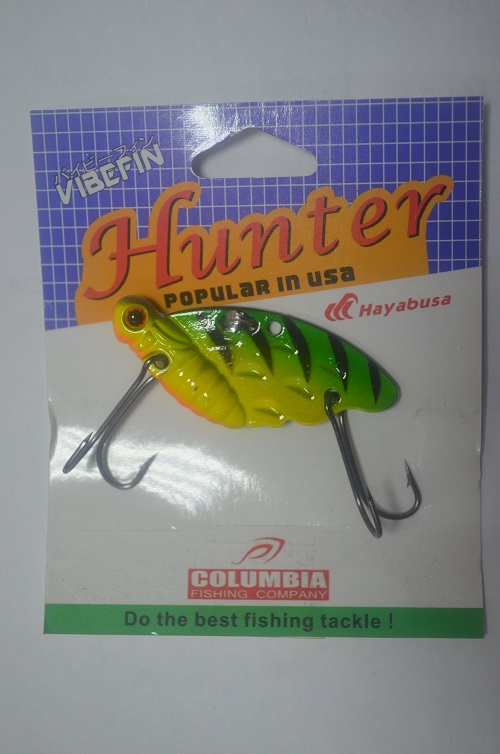 バイビーフィン
VIBEFIN
Hunter
POPULAR IN USA
Hayabusa
COLUMBIA
FISHING COMPANY
Do the best fishing tackle !